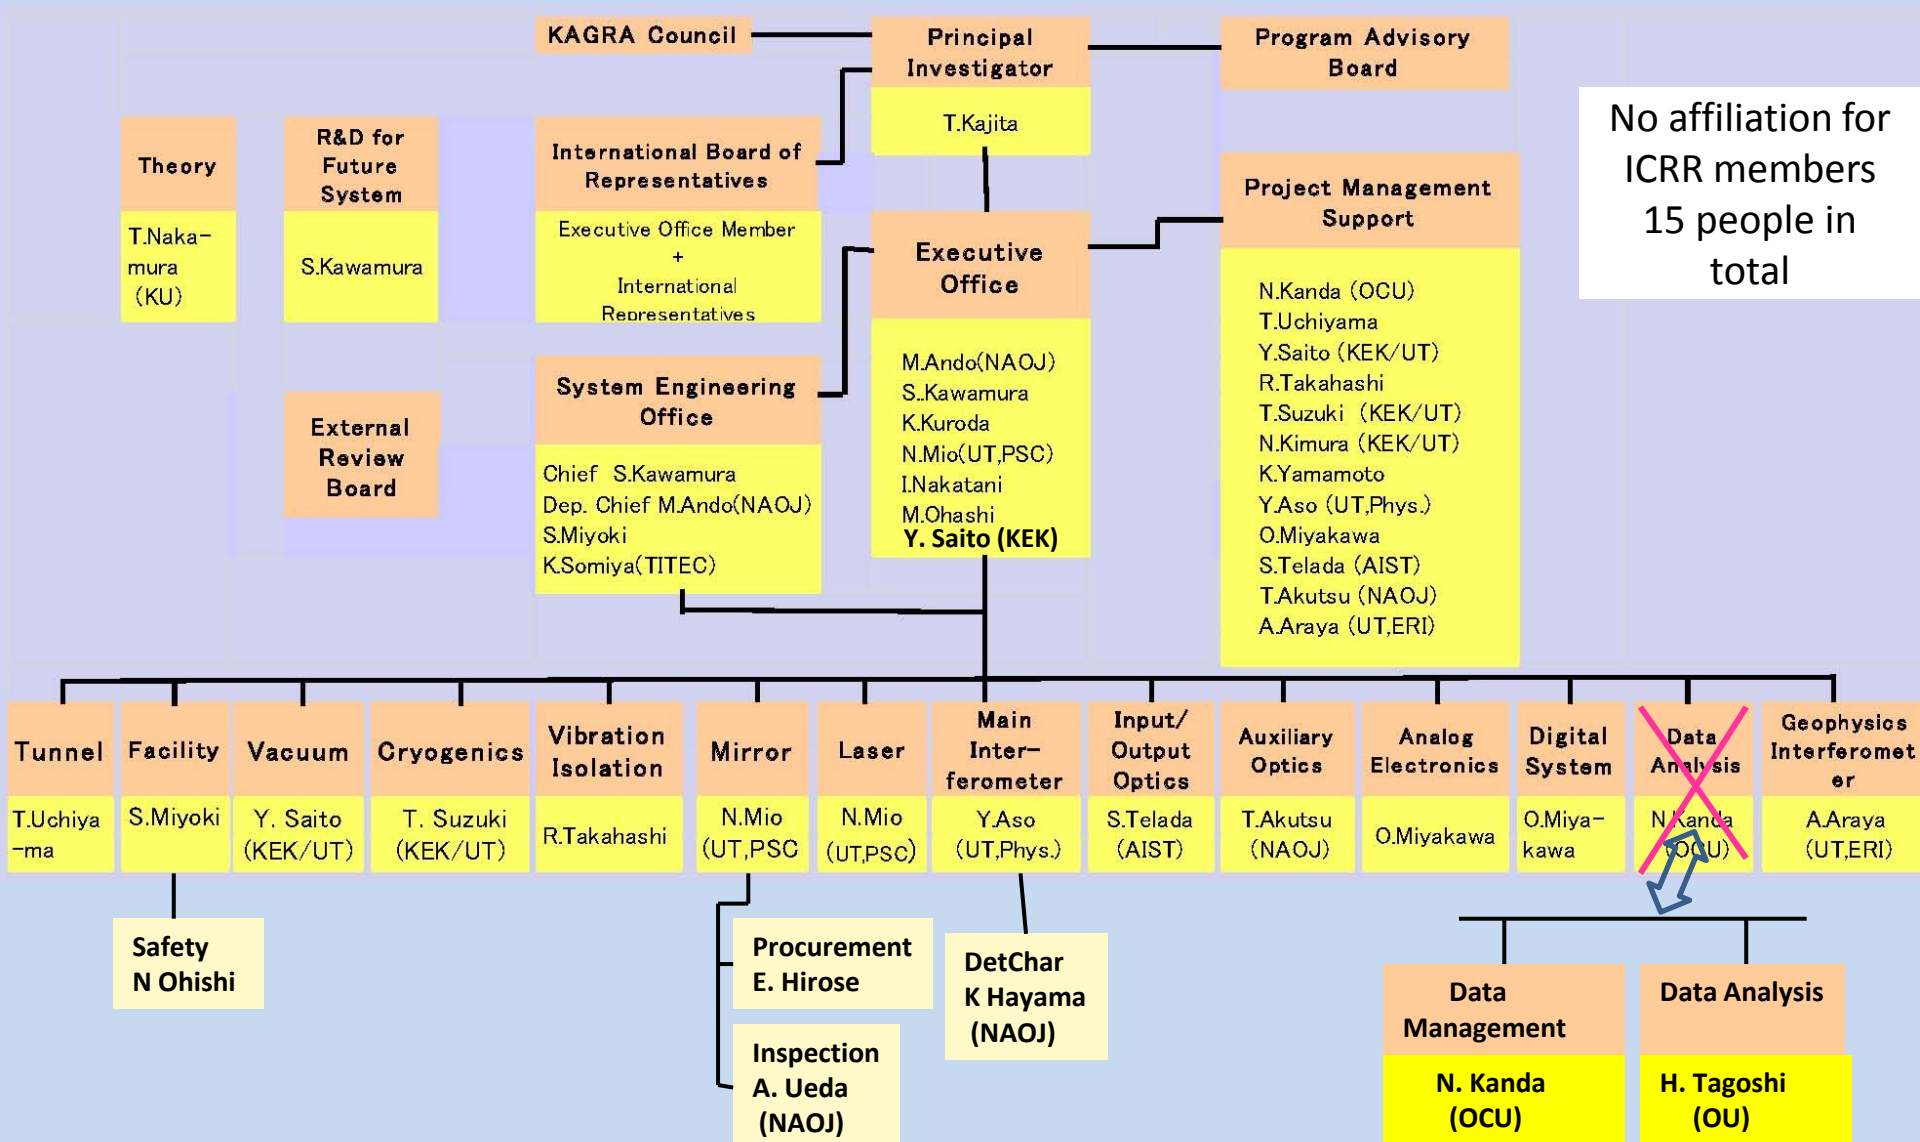 KAGRA Council
Principal
Investigator
T.Kajita
Program Advisory
Board
No affiliation for
ICRR members
15 people in
total
Theory
T.Naka-
mura
(KU)
R&D for
Future
System
S.Kawamura
International Board of
Representatives
Executive Office Member
+
International
Representatives
Executive
Office
M.Ando(NAOJ)
S..Kawamura
K.Kuroda
N.Mio(UT,PSC)
I.Nakatani
M.Ohashi
Y. Saito (KEK)
Project Management
Support
N.Kanda (OCU)
T.Uchiyama
Y.Saito (KEK/UT)
R.Takahashi
T.Suzuki (KEK/UT)
N.Kimura (KEK/UT)
K.Yamamoto
Y.Aso (UT,Phys.)
O.Miyakawa
S.Telada (AIST)
T.Akutsu (NAOJ)
A.Araya (UT,ERI)
External
Review
Board
System Engineering
Office
Chief S.Kawamura
Dep. Chief M.Ando(NAOJ)
S.Miyoki
K.Somiya(TITEC)
Tunnel
T.Uchiya
-ma
Facility
S.Miyoki
Vacuum
Y. Saito
(KEK/UT)
Cryogenics
T. Suzuki
(KEK/UT)
Vibration
Isolation
R.Takahashi
Mirror
N.Mio
(UT,PSC
Laser
N.Mio
(UT,PSC)
Main
Inter-
ferometer
Y.Aso
(UT,Phys.)
Input/
Output
Optics
S.Telada
(AIST)
Auxiliary
Optics
T.Akutsu
(NAOJ)
Analog
Electronics
O.Miyakawa
Digital
System
O.Miya-
kawa
Data
Analysis
N.Kanda
(OCU)
Geophysics
Interferomet
er
A.Araya
(UT,ERI)
Safety
N Ohishi
Procurement
E. Hirose
Inspection
A. Ueda
(NAOJ)
DetChar
K Hayama
(NAOJ)
Data
Management
N. Kanda
(OCU)
Data Analysis
H. Tagoshi
(OU)